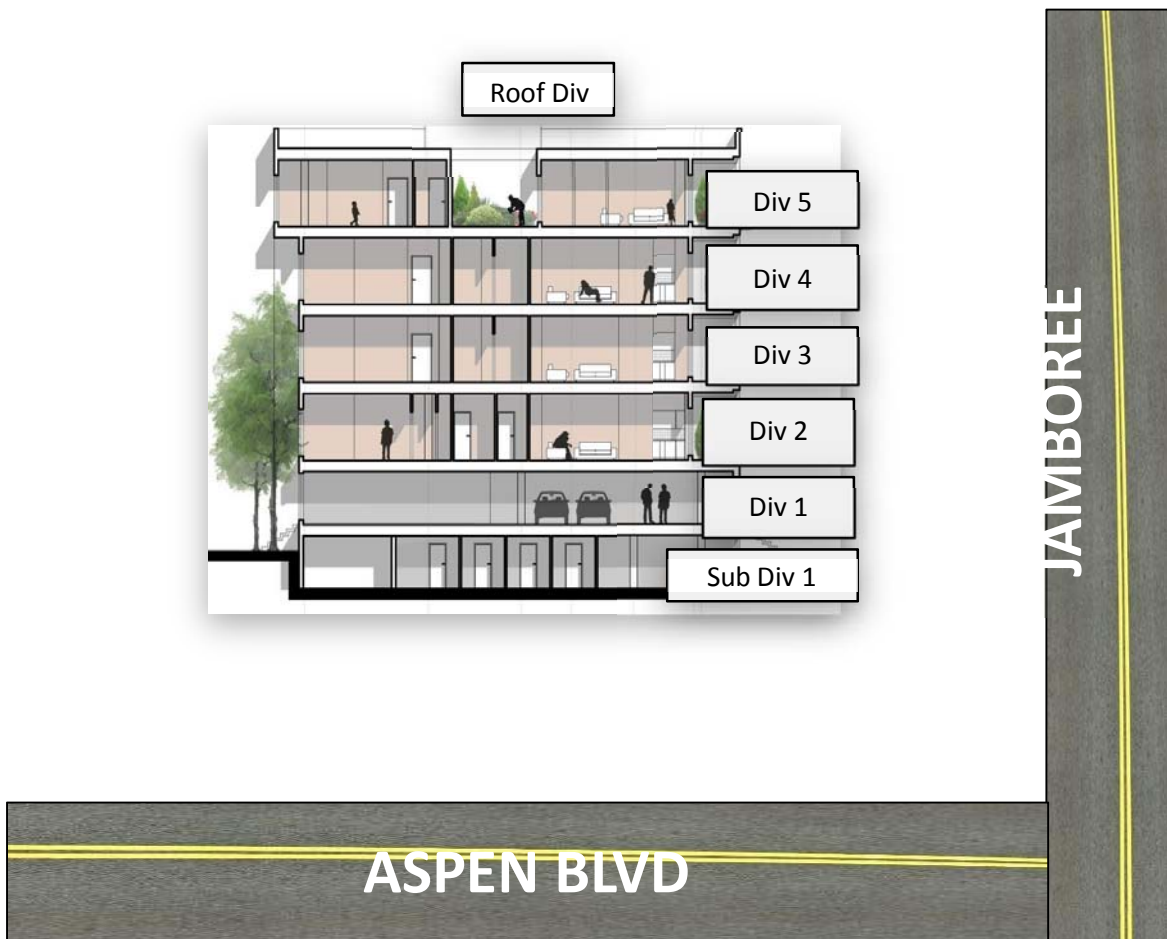 Roof Div
Div 5
Div 4
Div 3
Div 2
Div 1
Sub Div 1
JAMBOREE
ASPEN BLVD